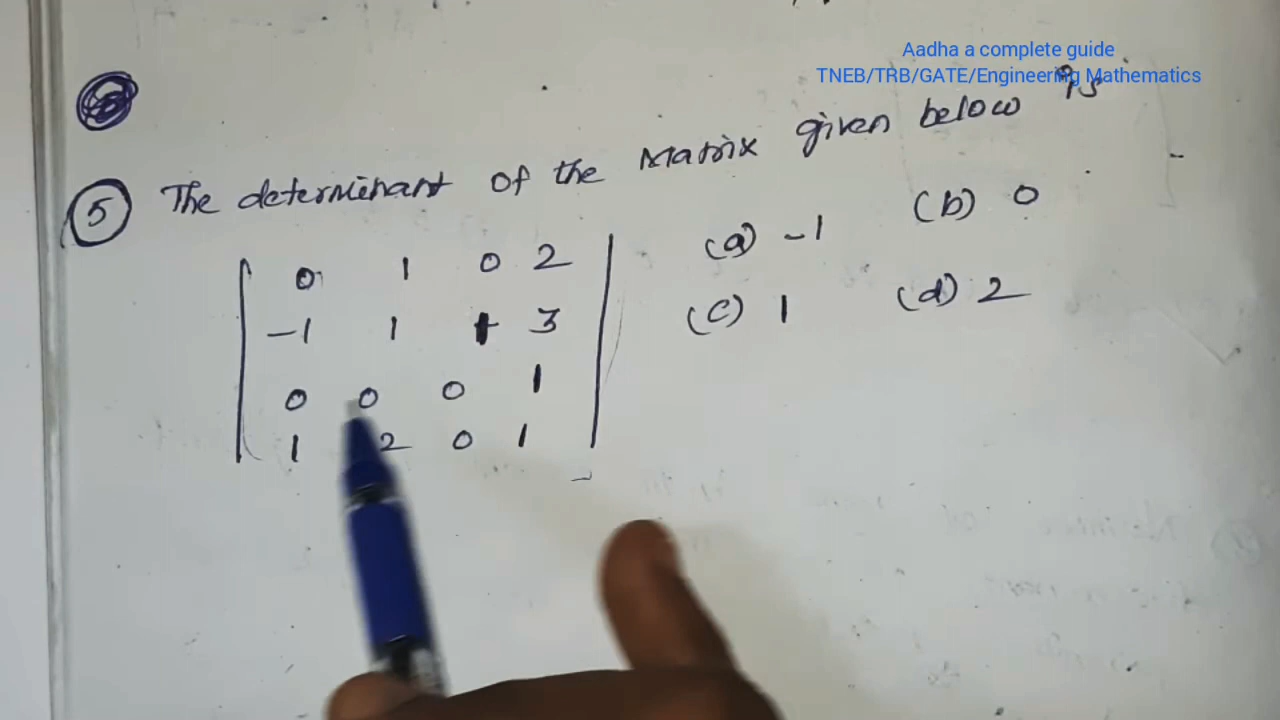 Aadha a complete guide
TNEB/TRB/GATE/Engineering Mathematics
5 The determinant of the Matrix given below is
0 1 0 2
-1 1 1 3
0 0 0 1
1 2 0 1
(a) -1 (b) 0
(c) 1 (d) 2